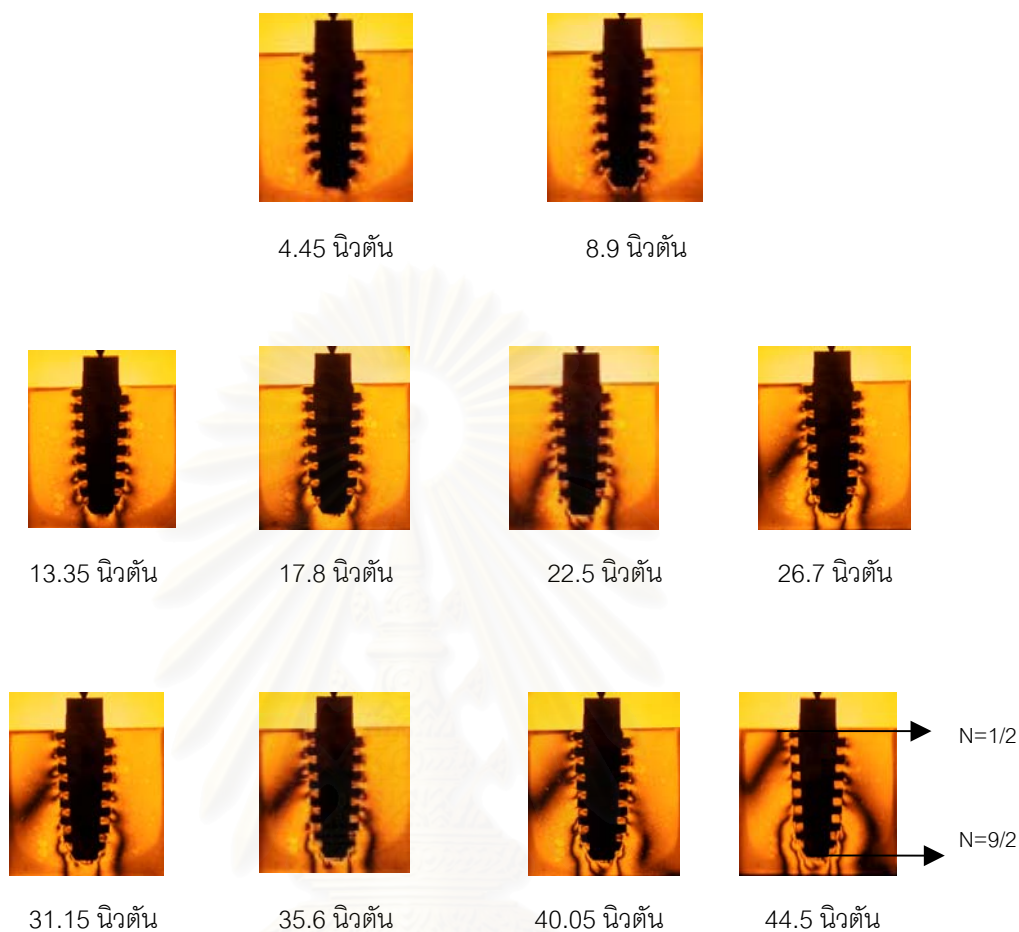 4.45 นิวตัน
8.9 นิวตัน
13.35 นิวตัน
17.8 นิวตัน
22.5 นิวตัน
26.7 นิวตัน
N=1/2
N=9/2
31.15 นิวตัน
35.6 นิวตัน
40.05 นิวตัน
44.5 นิวตัน